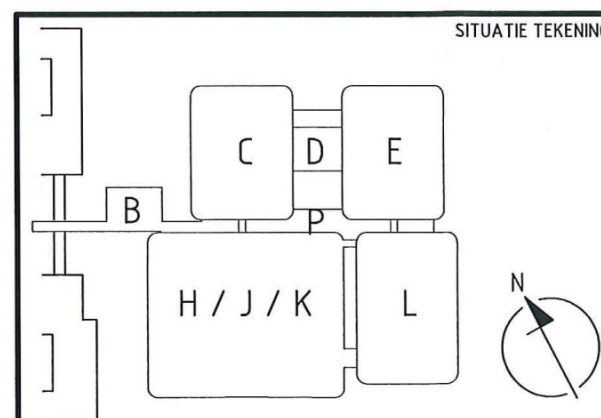 SITUATIE TEKENING
C D E
B
P
H / J / K L
N